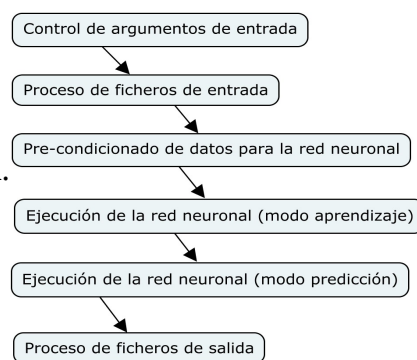 Control de argumentos de entrada
Proceso de ficheros de entrada
Pre-condicionado de datos para la red neuronal
Ejecución de la red neuronal (modo aprendizaje)
Ejecución de la red neuronal (modo predicción)
Proceso de ficheros de salida